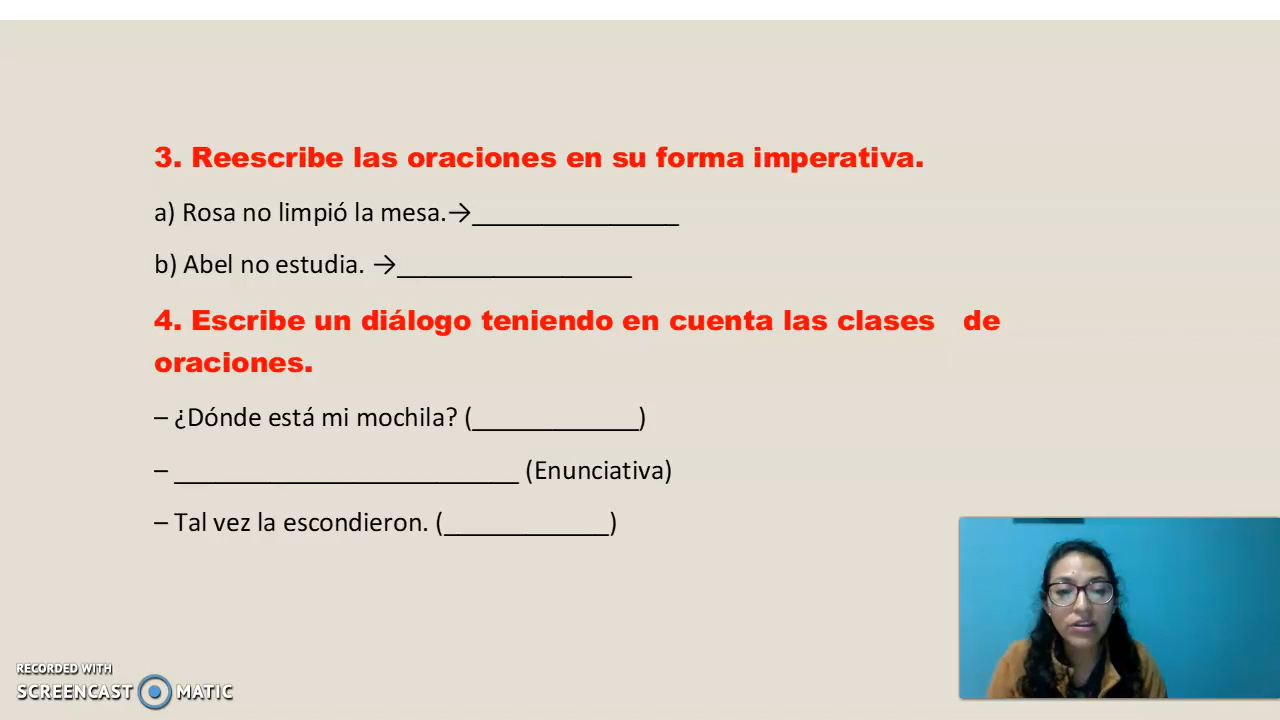 3. Reescribe las oraciones en su forma imperativa.
a) Rosa no limpió la mesa.→_______________
b) Abel no estudia. →_________________
4. Escribe un diálogo teniendo en cuenta las clases de
oraciones.
– ¿Dónde está mi mochila? (____________)
– _________________________ (Enunciativa)
– Tal vez la escondieron. (____________)
RECORDED WITH
SCREENCAST MATIC